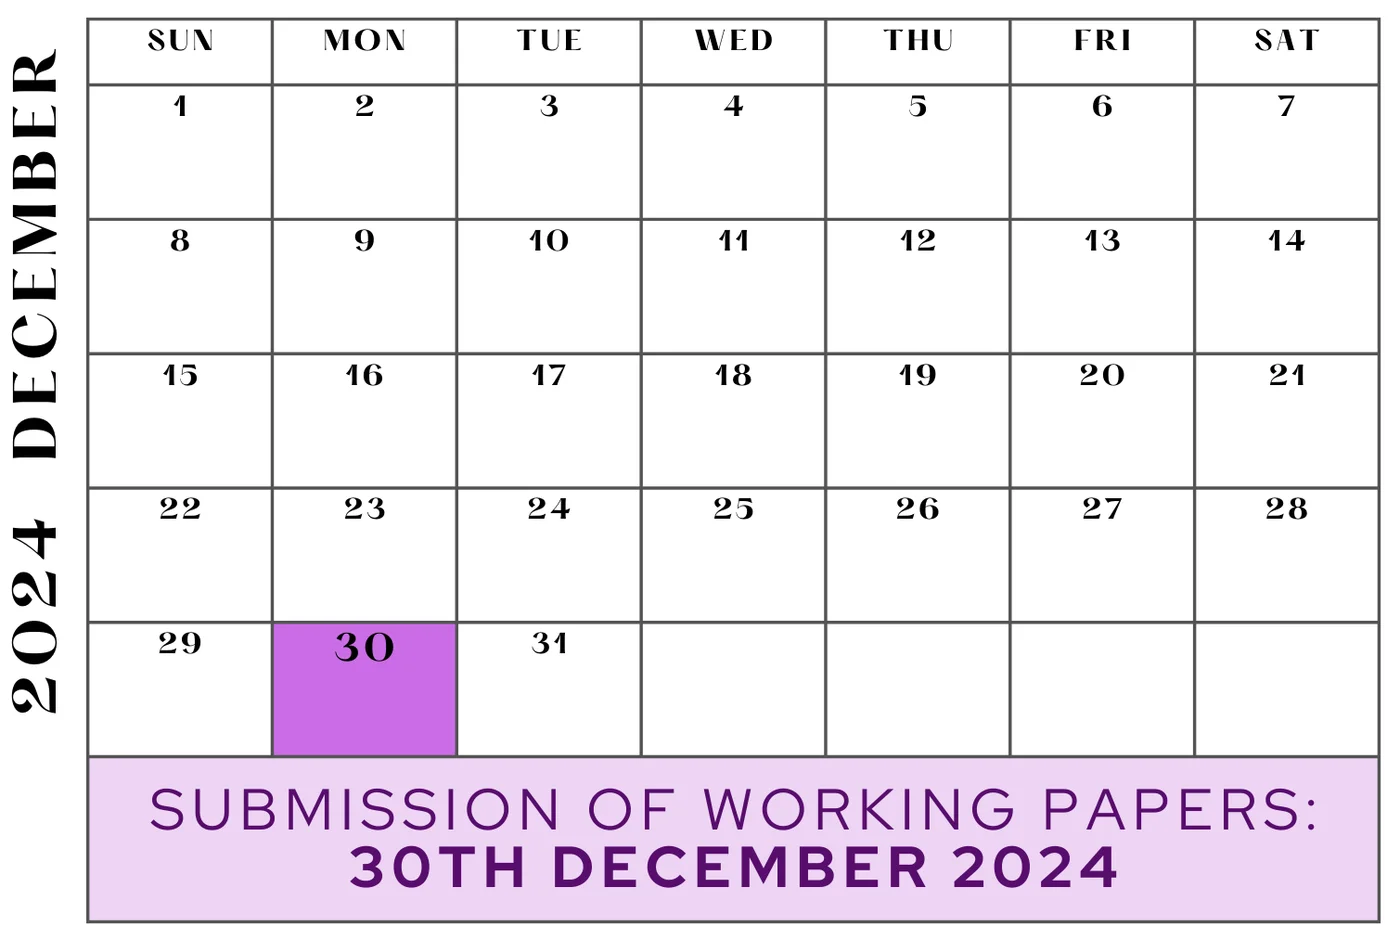 2024 DECEMBER
SUN MON TUE WED THU FRI SAT
1 2 3 4 5 6 7
8 9 10 11 12 13 14
15 16 17 18 19 20 21
22 23 24 25 26 27 28
29 30 31
SUBMISSION OF WORKING PAPERS:
30TH DECEMBER 2024